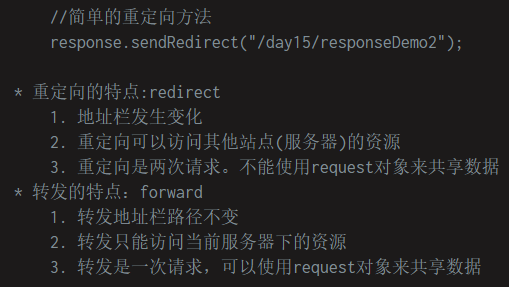 //简单的重定向方法
response.sendRedirect("/day15/responseDemo2");
* 重定向的特点:redirect
1. 地址栏发生变化
2. 重定向可以访问其他站点(服务器)的资源
3. 重定向是两次请求。不能使用request对象来共享数据
* 转发的特点: forward
1. 转发地址栏路径不变
2. 转发只能访问当前服务器下的资源
3. 转发是一次请求，可以使用request对象来共享数据